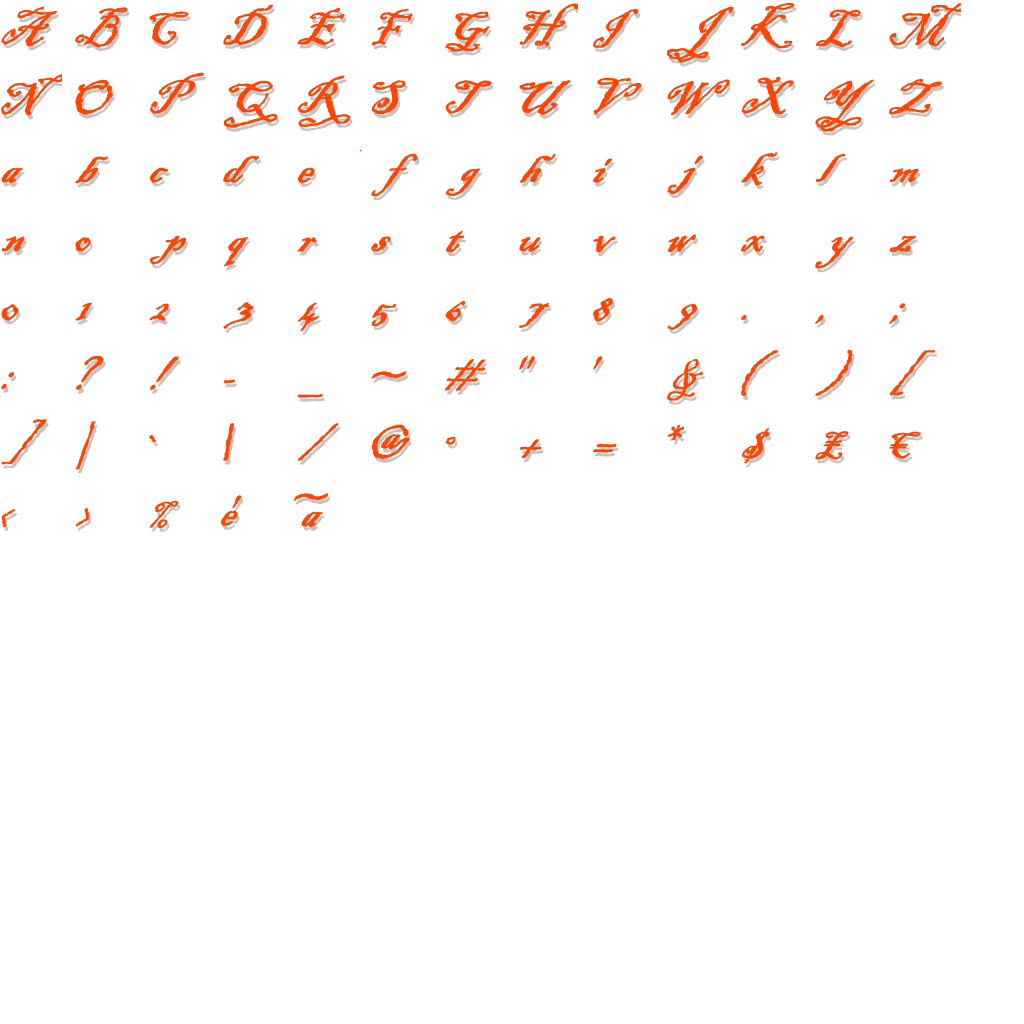 A B C D E F G H I J K L M
N O P Q R S T U V W X Y Z
a b c d e f g h i j k l m
n o p q r s t u v w x y z
0 1 2 3 4 5 6 7 8 9 . , ;
: ? ! - _ ~ # " ' & ( ) [
] | ` \ / @ ° + = * $ £ €
< > % é ã